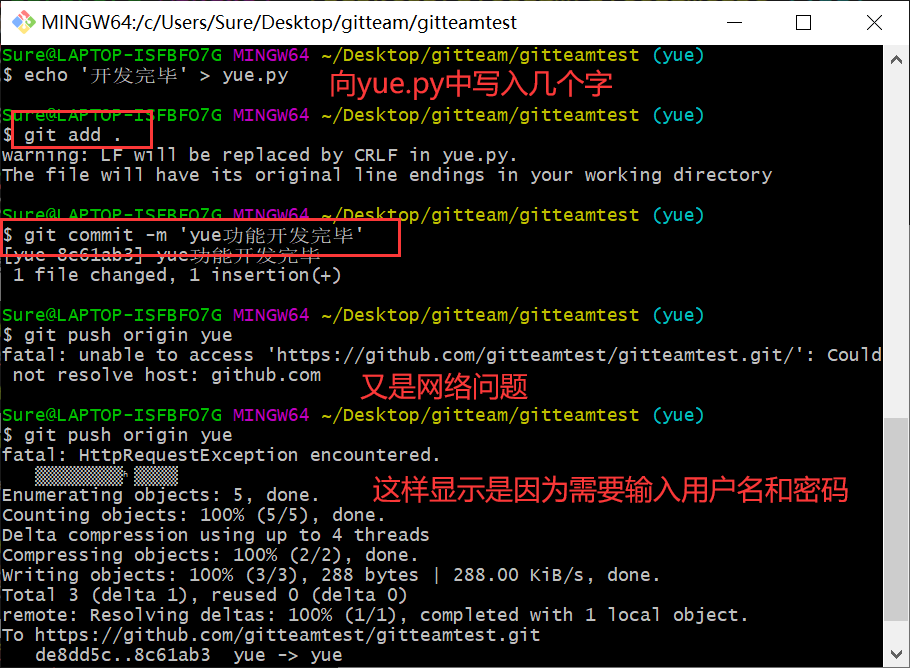 MINGW64:/c/Users/Sure/Desktop/gitteam/gitteamtest
Sure@LAPTOP-ISFBFO7G MINGW64 ~/Desktop/gitteam/gitteamtest (yue)
$ echo '开发完毕' > yue.py
向yue.py中写入几个字
Sure@LAPTOP-ISFBFO7G MINGW64 ~/Desktop/gitteam/gitteamtest (yue)
$ git add .
warning: LF will be replaced by CRLF in yue.py.
The file will have its original line endings in your working directory
Sure@LAPTOP-ISFBFO7G MINGW64 ~/Desktop/gitteam/gitteamtest (yue)
$ git commit -m 'yue功能开发完毕'
[yue 8c61ab3] yue功能开发完毕
1 file changed, 1 insertion(+)
Sure@LAPTOP-ISFBFO7G MINGW64 ~/Desktop/gitteam/gitteamtest (yue)
$ git push origin yue
fatal: unable to access 'https://github.com/gitteamtest/gitteamtest.git/': Could
not resolve host: github.com
又是网络问题
Sure@LAPTOP-ISFBFO7G MINGW64 ~/Desktop/gitteam/gitteamtest (yue)
$ git push origin yue
fatal: HttpRequestException encountered.
Enumerating objects: 5, done.
这样显示是因为需要输入用户名和密码
Counting objects: 100% (5/5), done.
Delta compression using up to 4 threads
Compressing objects: 100% (2/2), done.
Writing objects: 100% (3/3), 288 bytes | 288.00 KiB/s, done.
Total 3 (delta 1), reused 0 (delta 0)
remote: Resolving deltas: 100% (1/1), completed with 1 local object.
To https://github.com/gitteamtest/gitteamtest.git
de8dd5c..8c61ab3  yue -> yue